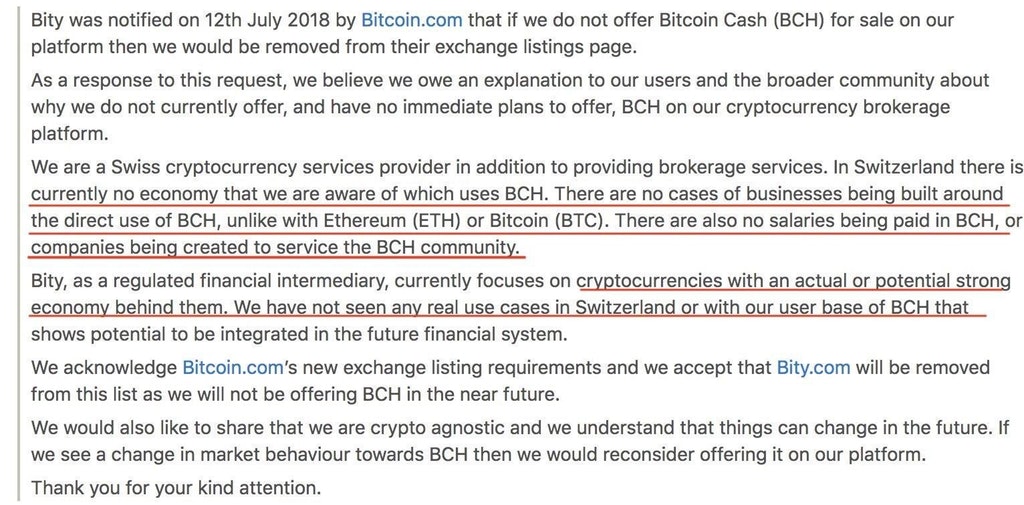 Bity was notified on 12th July 2018 by Bitcoin.com that if we do not offer Bitcoin Cash (BCH) for sale on our
platform then we would be removed from their exchange listings page.
As a response to this request, we believe we owe an explanation to our users and the broader community about
why we do not currently offer, and have no immediate plans to offer, BCH on our cryptocurrency brokerage
platform.
We are a Swiss cryptocurrency services provider in addition to providing brokerage services. In Switzerland there is
currently no economy that we are aware of which uses BCH. There are no cases of businesses being built around
the direct use of BCH, unlike with Ethereum (ETH) or Bitcoin (BTC). There are also no salaries being paid in BCH, or
companies being created to service the BCH community.
Bity, as a regulated financial intermediary, currently focuses on cryptocurrencies with an actual or potential strong
economy behind them. We have not seen any real use cases in Switzerland or with our user base of BCH that
shows potential to be integrated in the future financial system.
We acknowledge Bitcoin.com's new exchange listing requirements and we accept that Bity.com will be removed
from this list as we will not be offering BCH in the near future.
We would also like to share that we are crypto agnostic and we understand that things can change in the future. If
we see a change in market behaviour towards BCH then we would reconsider offering it on our platform.
Thank you for your kind attention.